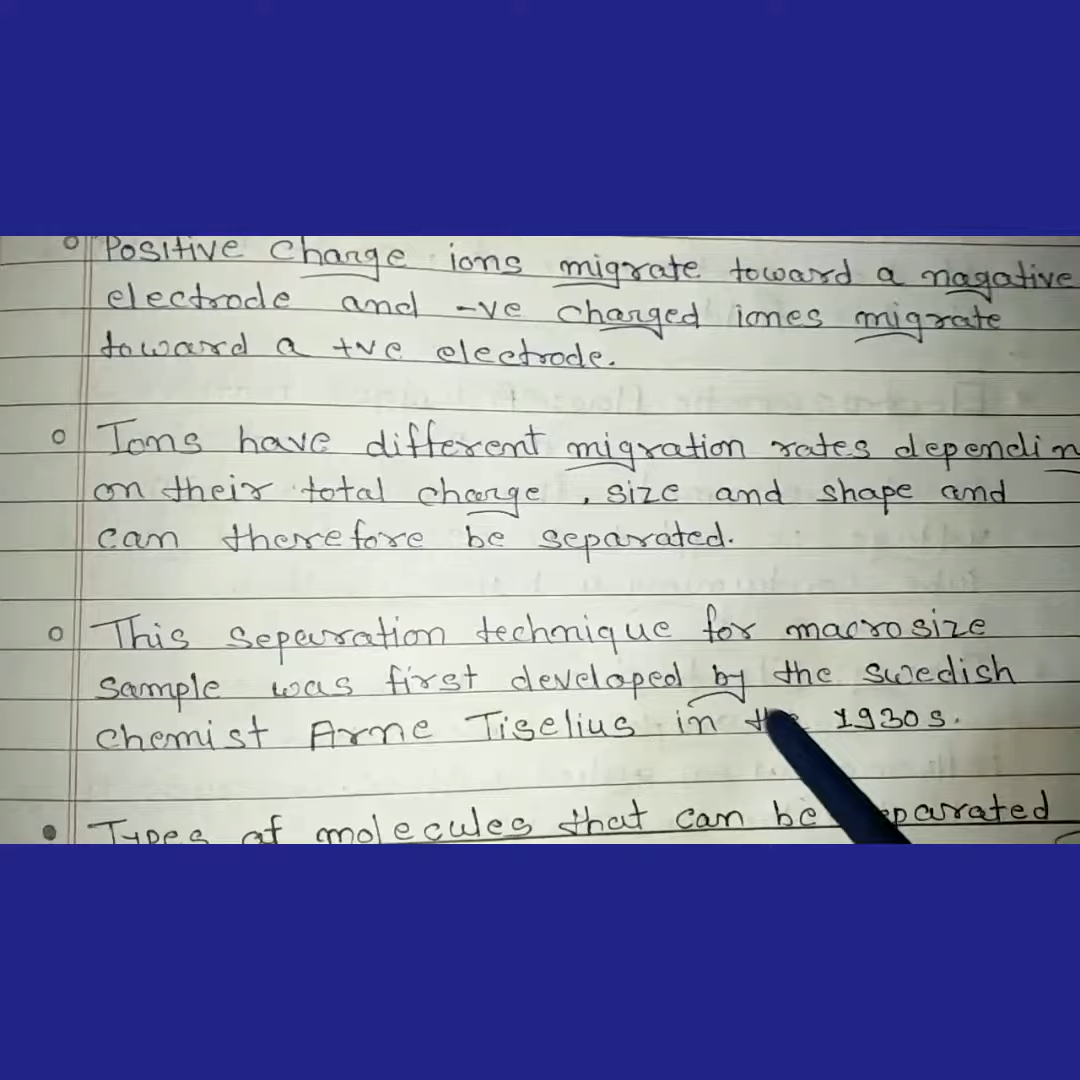 Positive charge ions migrate toward a nagative
electrode and -ve charged iones migrate
toward a +ve electrode.
Ions have different migration rates dependin
on their total charge, size and shape and
can therefore be separated.
This separation technique for macrosize
sample was first developed by the swedish
chemist Arne Tiselius in the 1930s.
Types of molecules that can be separated